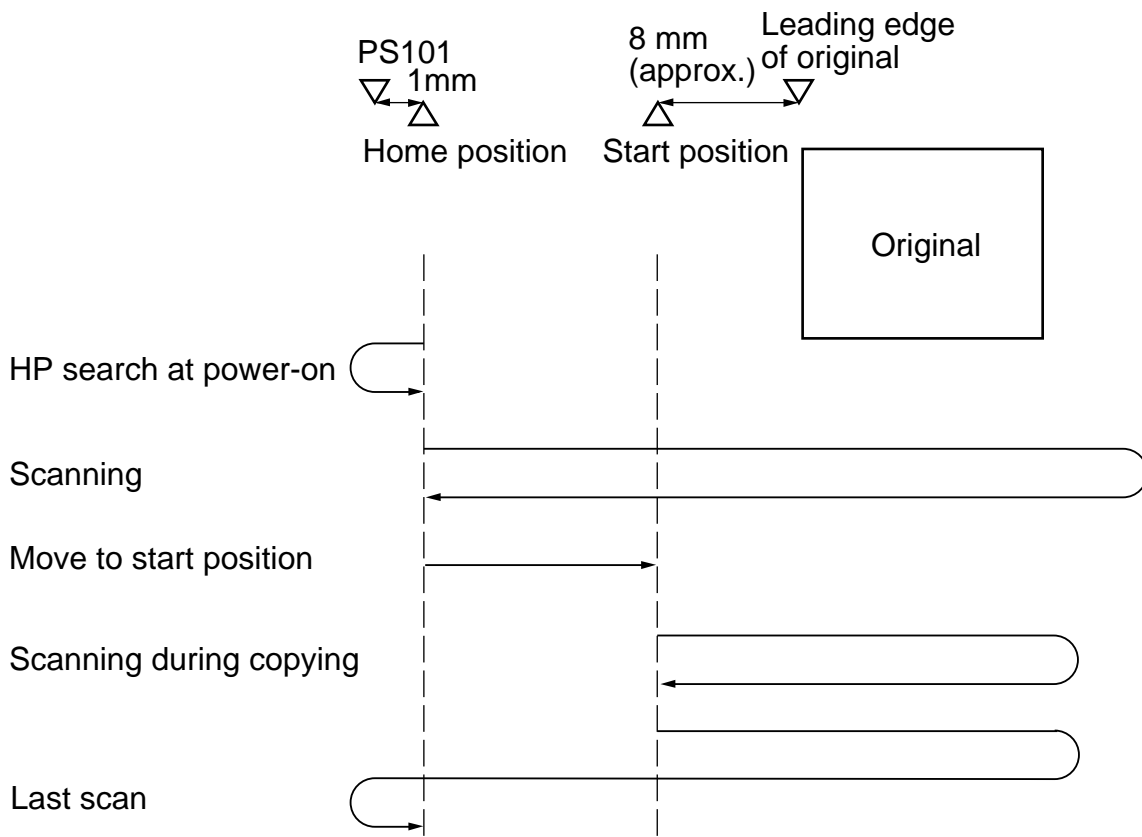 PS101
1mm
8 mm
(approx.)
Leading edge
of original
Home position
Start position
Original
HP search at power-on
Scanning
Move to start position
Scanning during copying
Last scan